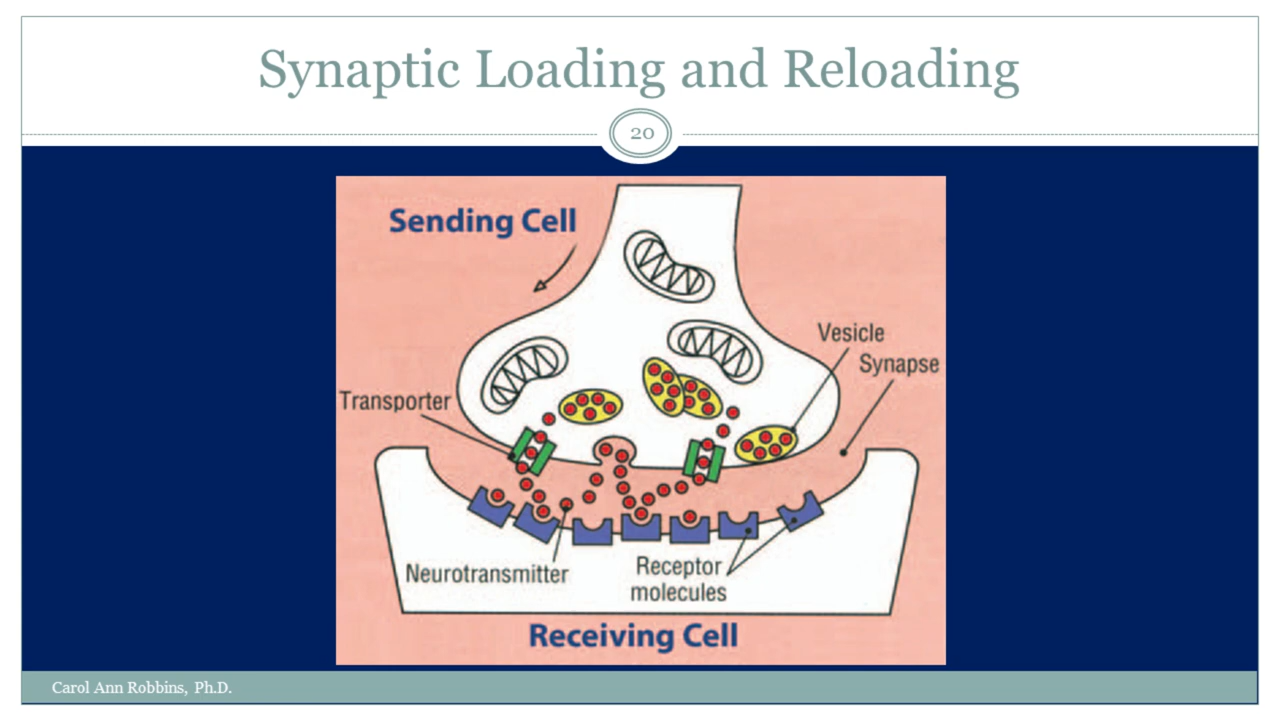 Synaptic Loading and Reloading
20
Sending Cell
Vesicle
Synapse
Transporter
Neurotransmitter
Receptor
molecules
Receiving Cell
Carol Ann Robbins, Ph.D.